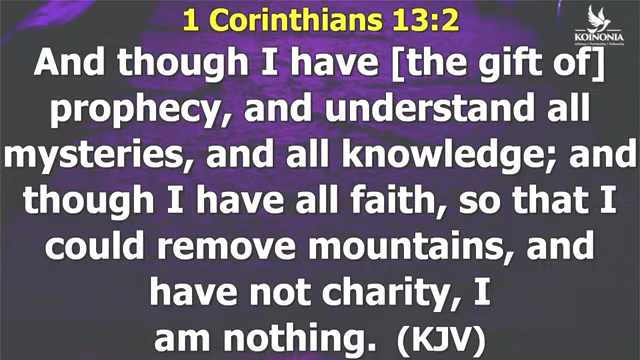 1 Corinthians 13:2
KOINONIA
And though I have [the gift of]
prophecy, and understand all
mysteries, and all knowledge; and
though I have all faith, so that I
could remove mountains, and
have not charity, I
am nothing. (KJV)